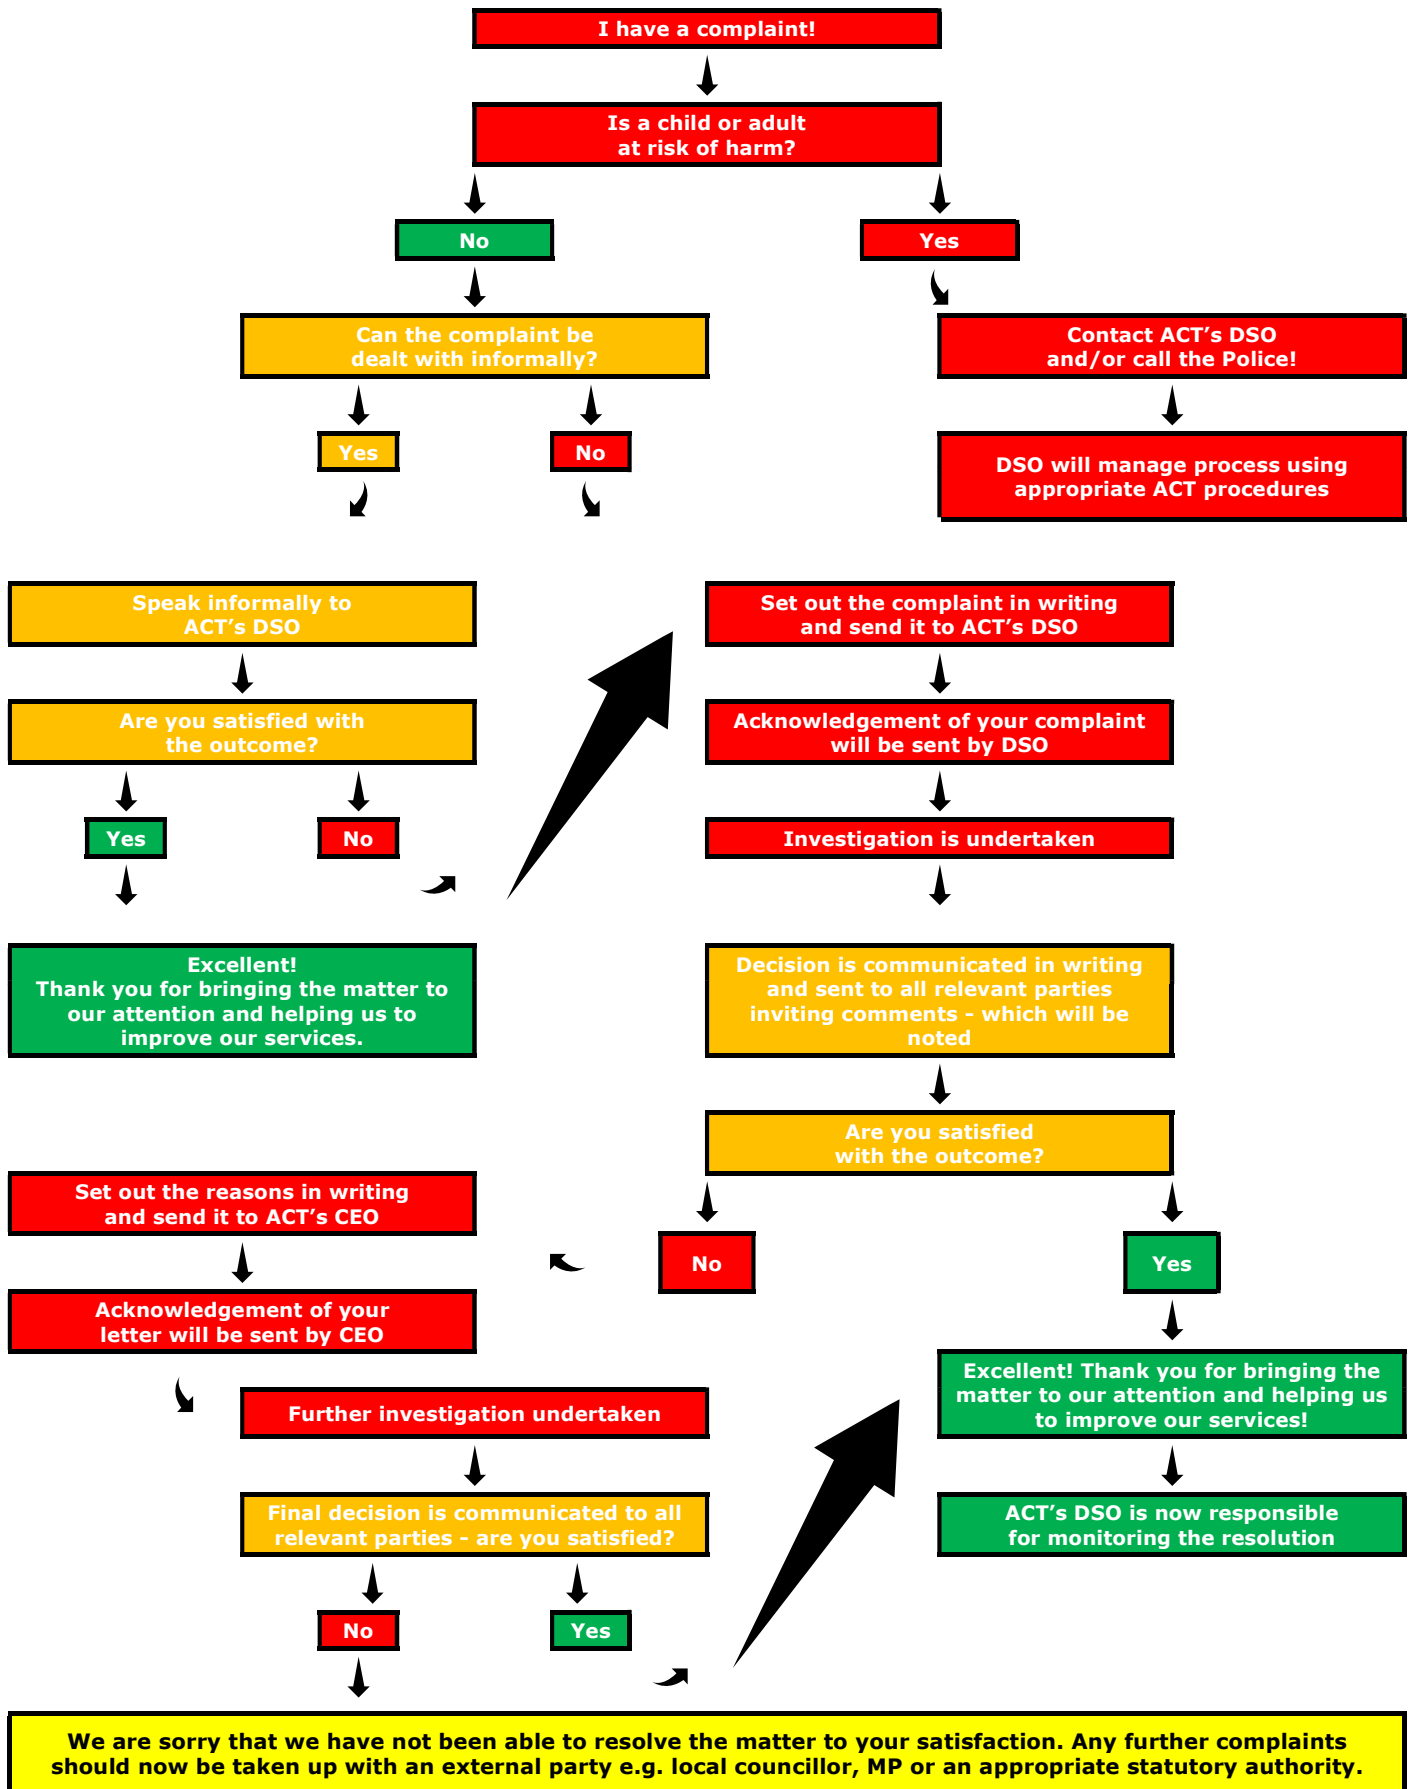 I have a complaint!
Is a child or adult
at risk of harm?
No
Yes
Can the complaint be
dealt with informally?
Contact ACT’s DSO
and/or call the Police!
Yes
No
DSO will manage process using
appropriate ACT procedures
Speak informally to
ACT’s DSO
Set out the complaint in writing
and send it to ACT’s DSO
Are you satisfied with
the outcome?
Acknowledgement of your complaint
will be sent by DSO
Yes
No
Investigation is undertaken
Excellent!
Thank you for bringing the matter to
our attention and helping us to
improve our services.
Decision is communicated in writing
and sent to all relevant parties
inviting comments – which will be
noted
Are you satisfied
with the outcome?
Set out the reasons in writing
and send it to ACT’s CEO
No
Yes
Acknowledgement of your
letter will be sent by CEO
Excellent! Thank you for bringing the
matter to our attention and helping us
to improve our services!
Further investigation undertaken
Final decision is communicated to all
relevant parties – are you satisfied?
ACT’s DSO is now responsible
for monitoring the resolution
No
Yes
We are sorry that we have not been able to resolve the matter to your satisfaction. Any further complaints
should now be taken up with an external party e.g. local councillor, MP or an appropriate statutory authority.